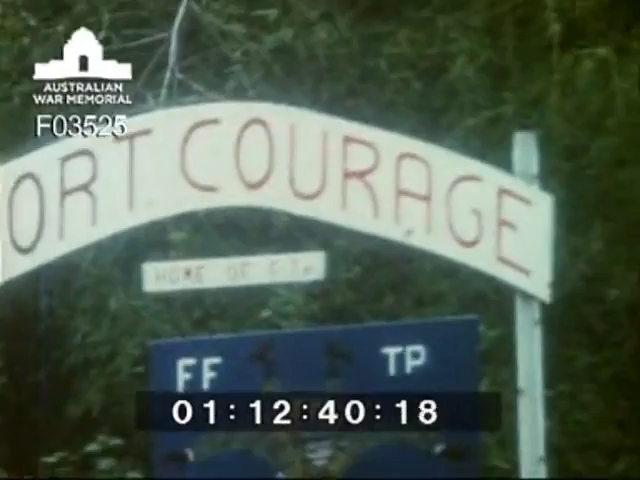 AUSTRALIAN
WAR MEMORIAL
F03525
ORT COURAGE
HOME OF
FF TP
01:12:40:18